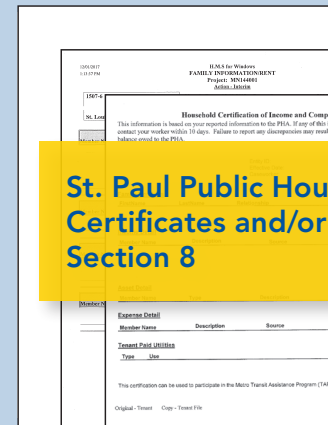 12/01/2017
1:13:57 PM
H.M.S for Windows
FAMILY INFORMATION/RENT
Project: MN144001
Action - Interim
1507-6
St. Lou
Household Certification of Income and Comp
This information is based on your reported information to the PHA. If any of this
contact your worker within 10 days. Failure to report any discrepancies may resul
balance owed to the PHA.
St. Paul Public Hou
Certificates and/or
Section 8
Member N
Expense Detail
Member Name Description Source
Tenant Paid Utilities
Type Use
This certification can be used to participate in the Metro Transit Assistance Program (TAP
Original - Tenant Copy - Tenant File